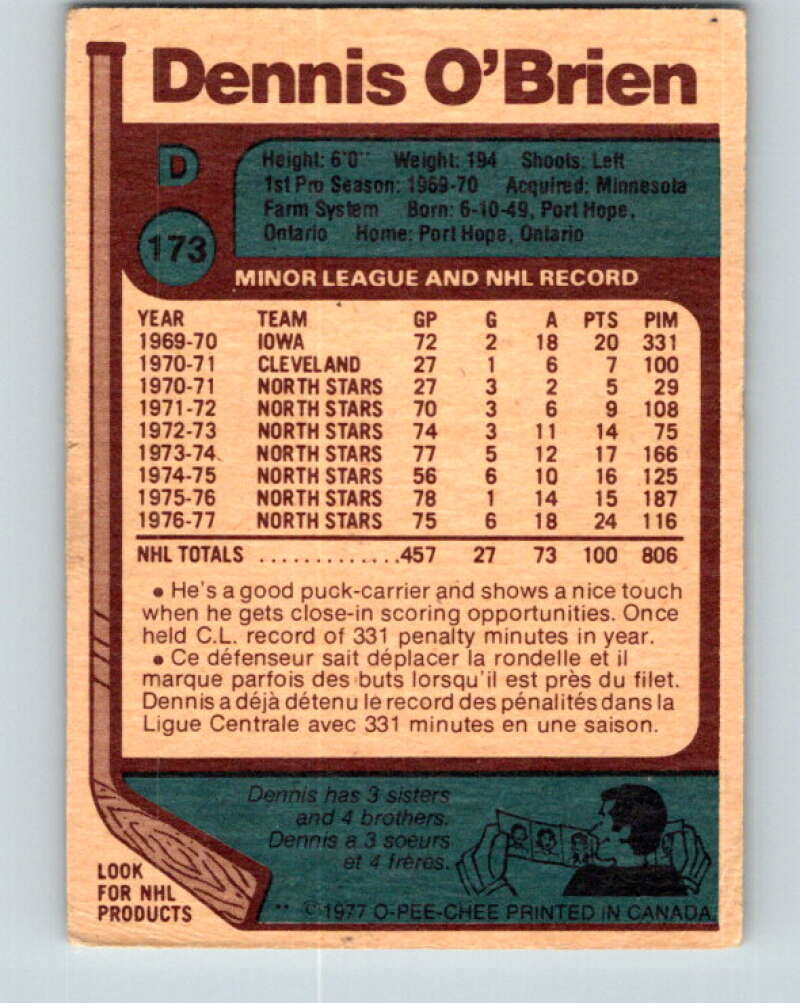 Dennis O'Brien
D
173
Height: 6'0" Weight: 194 Shoots: Left
1st Pro Season: 1969-70 Acquired: Minnesota
Farm System Born: 6-10-49, Port Hope,
Ontario Home: Port Hope, Ontario
MINOR LEAGUE AND NHL RECORD
YEAR TEAM GP G A PTS PIM
1969-70 IOWA 72 2 18 20 331
1970-71 CLEVELAND 27 1 6 7 100
1970-71 NORTH STARS 27 3 2 5 29
1971-72 NORTH STARS 70 3 6 9 108
1972-73 NORTH STARS 74 3 11 14 75
1973-74 NORTH STARS 77 5 12 17 166
1974-75 NORTH STARS 56 6 10 16 125
1975-76 NORTH STARS 78 1 14 15 187
1976-77 NORTH STARS 75 6 18 24 116
NHL TOTALS .............457 27 73 100 806
• He's a good puck-carrier and shows a nice touch
when he gets close-in scoring opportunities. Once
held C.L. record of 331 penalty minutes in year.
• Ce défenseur sait déplacer la rondelle et il
marque parfois des buts lorsqu'il est près du filet.
Dennis a déjà détenu le record des pénalités dans la
Ligue Centrale avec 331 minutes en une saison.
Dennis has 3 sisters
and 4 brothers.
Dennis a 3 soeurs
et 4 frères.
LOOK
FOR NHL
PRODUCTS
** © 1977 O-PEE-CHEE PRINTED IN CANADA